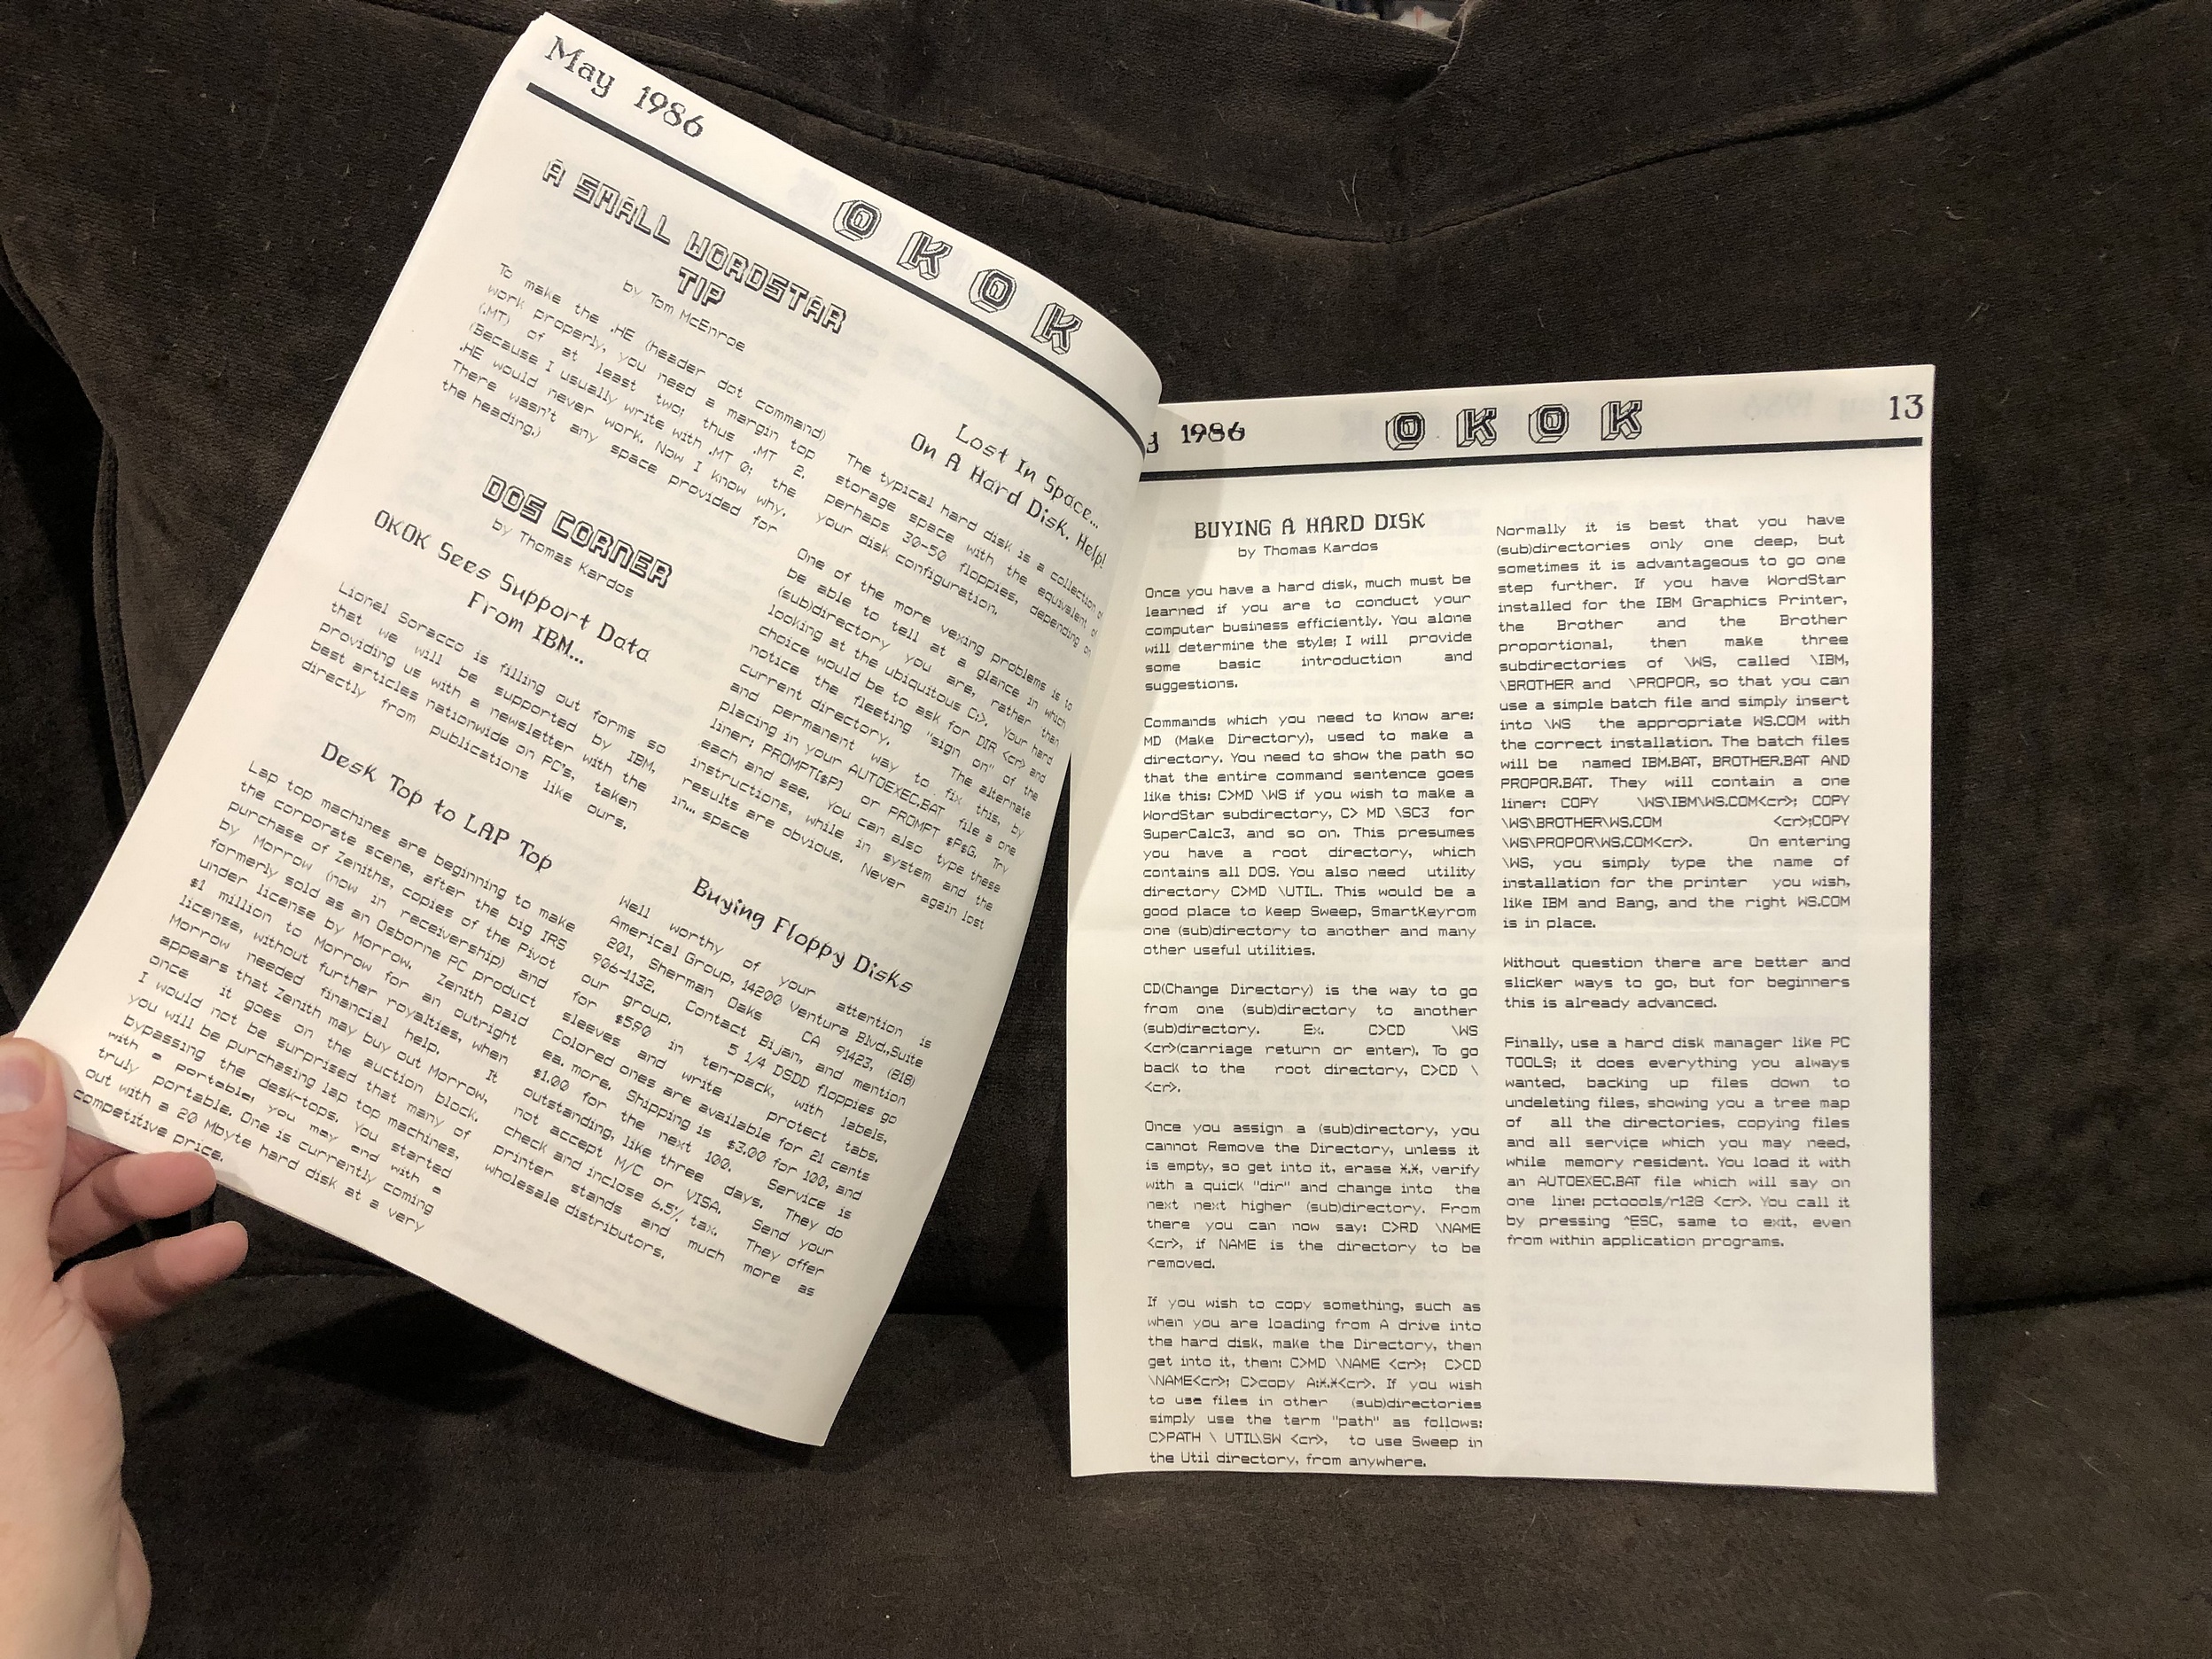 May 1986
OKOK
A SMALL WORDSTAR
TIP
by Tom McEnroe
To make the .HE (header dot command)
work properly, you need a margin top
(.MT) of at least two; thus .MT 2.
(Because I usually write with .MT 0; the
.HE would never work. Now I know why.
There wasn't any space provided for
the heading.)
DOS CORNER
by Thomas Kardos
OKOK Sees Support Data
From IBM...
Lionel Soracco is filling out forms so
that we will be supported by IBM,
providing us with a newsletter with the
best articles nationwide on PC's, taken
directly from publications like ours.
Desk Top to LAP Top
Lap top machines are beginning to make
the corporate scene, after the big IRS
purchase of Zeniths, copies of the Pivot
by Morrow (now in receivership) and
formerly sold as an Osborne PC product
under license by Morrow. Zenith paid
$1 million to Morrow for an outright
license, without further royalties, when
Morrow needed financial help. It
appears that Zenith may buy out Morrow,
once it goes on the auction block.
I would not be surprised that many of
you will be purchasing lap top machines,
bypassing the desk-tops. You started
with a portable; you may end with a
truly portable. One is currently coming
out with a 20 Mbyte hard disk at a very
competitive price.
Lost In Space...
On A Hard Disk. Help!
The typical hard disk is a collection of
storage space with the equivalent of
perhaps 30-50 floppies, depending on
your disk configuration.
One of the more vexing problems is to
be able to tell at a glance in which
(sub)directory you are, rather than
looking at the ubiquitous C:>. Your hard
choice would be to ask for DIR <cr> and
notice the fleeting "sign on" of the
current directory. The alternate
and permanent way to fix this, by
placing in your AUTOEXEC.BAT file a one
liner: PROMPT[$P] or PROMPT $P$G. Try
each and see. You can also type these
instructions, while in system and the
results are obvious. Never again lost
in... space
Buying Floppy Disks
Well worthy of your attention is
Americal Group, 14200 Ventura Blvd.,Suite
201, Sherman Oaks CA 91423, (818)
906-1132. Contact Bijan, and mention
our group. 5 1/4 DSDD floppies go
for $5.90 in ten-pack, with labels,
sleeves and write protect tabs.
Colored ones are available for 21 cents
ea. more. Shipping is $3.00 for 100, and
$1.00 for the next 100. Service is
outstanding, like three days. They do
not accept M/C or VISA. Send your
check and inclose 6.5% tax. They offer
printer stands and much more as
wholesale distributors.
y 1986
OKOK
13
BUYING A HARD DISK
by Thomas Kardos
Once you have a hard disk, much must be
learned if you are to conduct your
computer business efficiently. You alone
will determine the style; I will provide
some basic introduction and
suggestions.
Commands which you need to know are:
MD (Make Directory), used to make a
directory. You need to show the path so
that the entire command sentence goes
like this: C>MD \WS if you wish to make a
WordStar subdirectory, C> MD \SC3 for
SuperCalc3, and so on. This presumes
you have a root directory, which
contains all DOS. You also need utility
directory C>MD \UTIL. This would be a
good place to keep Sweep, SmartKeyrom
one (sub)directory to another and many
other useful utilities.
CD(Change Directory) is the way to go
from one (sub)directory to another
(sub)directory. Ex. C>CD \WS
<cr>(carriage return or enter). To go
back to the root directory, C>CD \
<cr>.
Once you assign a (sub)directory, you
cannot Remove the Directory, unless it
is empty, so get into it, erase *.*, verify
with a quick "dir" and change into the
next next higher (sub)directory. From
there you can now say: C>RD \NAME
<cr>, if NAME is the directory to be
removed.
If you wish to copy something, such as
when you are loading from A drive into
the hard disk, make the Directory, then
get into it, then: C>MD \NAME <cr>; C>CD
\NAME<cr>; C>copy A:*.*<cr>. If you wish
to use files in other (sub)directories
simply use the term "path" as follows:
C>PATH \ UTIL\SW <cr>, to use Sweep in
the Util directory, from anywhere.
Normally it is best that you have
(sub)directories only one deep, but
sometimes it is advantageous to go one
step further. If you have WordStar
installed for the IBM Graphics Printer,
the Brother and the Brother
proportional, then make three
subdirectories of \WS, called \IBM,
\BROTHER and \PROPOR, so that you can
use a simple batch file and simply insert
into \WS the appropriate WS.COM with
the correct installation. The batch files
will be named IBM.BAT, BROTHER.BAT AND
PROPOR.BAT. They will contain a one
liner: COPY \WS\IBM\WS.COM<cr>; COPY
\WS\BROTHER\WS.COM <cr>;COPY
\WS\PROPOR\WS.COM<cr>. On entering
\WS, you simply type the name of
installation for the printer you wish,
like IBM and Bang, and the right WS.COM
is in place.
Without question there are better and
slicker ways to go, but for beginners
this is already advanced.
Finally, use a hard disk manager like PC
TOOLS; it does everything you always
wanted, backing up files down to
undeleting files, showing you a tree map
of all the directories, copying files
and all service which you may need,
while memory resident. You load it with
an AUTOEXEC.BAT file which will say on
one line: pctoools/r128 <cr>. You call it
by pressing ^ESC, same to exit, even
from within application programs.